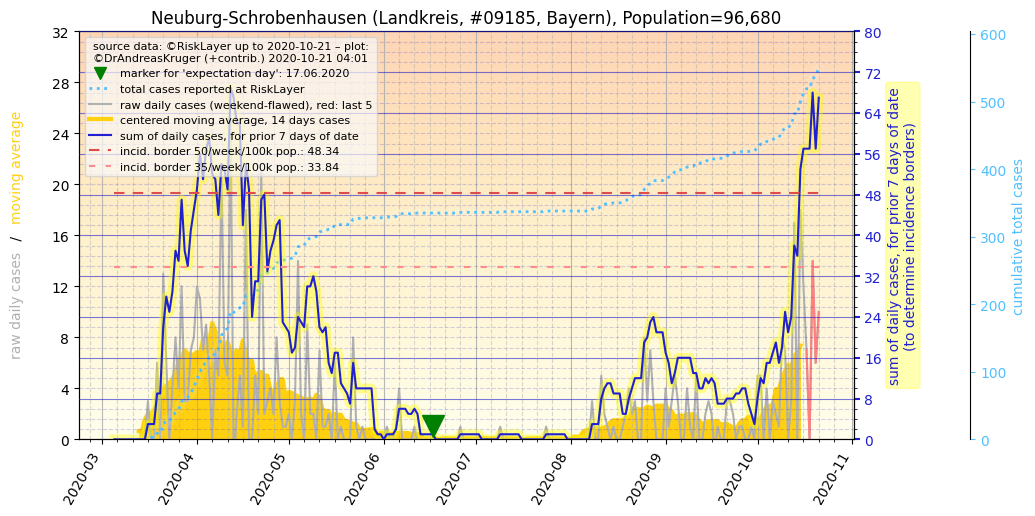 Neuburg-Schrobenhausen (Landkreis, #09185, Bayern), Population=96,680
source data: ©RiskLayer up to 2020-10-21 – plot:
©DrAndreasKruger (+contrib.) 2020-10-21 04:01
marker for 'expectation day': 17.06.2020
total cases reported at RiskLayer
raw daily cases (weekend-flawed), red: last 5
centered moving average, 14 days cases
sum of daily cases, for prior 7 days of date
incid. border 50/week/100k pop.: 48.34
incid. border 35/week/100k pop.: 33.84
raw daily cases / moving average
32
28
24
20
16
12
8
4
0
2020-03
2020-04
2020-05
2020-06
2020-07
2020-08
2020-09
2020-10
2020-11
80
72
64
56
48
40
32
24
16
8
0
sum of daily cases, for prior 7 days of date
(to determine incidence borders)
600
500
400
300
200
100
0
cumulative total cases